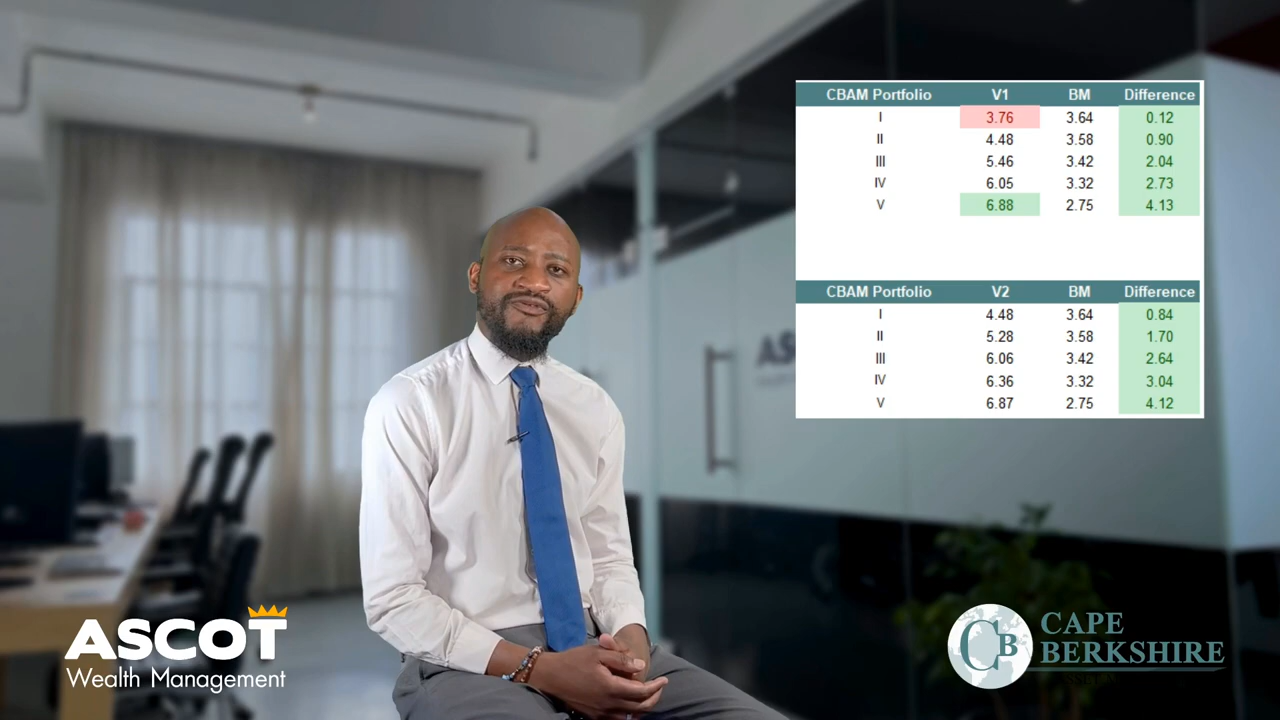 CBAM Portfolio V1 BM Difference
I 3.76 3.64 0.12
II 4.48 3.58 0.90
III 5.46 3.42 2.04
IV 6.05 3.32 2.73
V 6.88 2.75 4.13
CBAM Portfolio V2 BM Difference
I 4.48 3.64 0.84
II 5.28 3.58 1.70
III 6.06 3.42 2.64
IV 6.36 3.32 3.04
V 6.87 2.75 4.12
AS
ASCOT
Wealth Management
CB
CAPE
BERKSHIRE